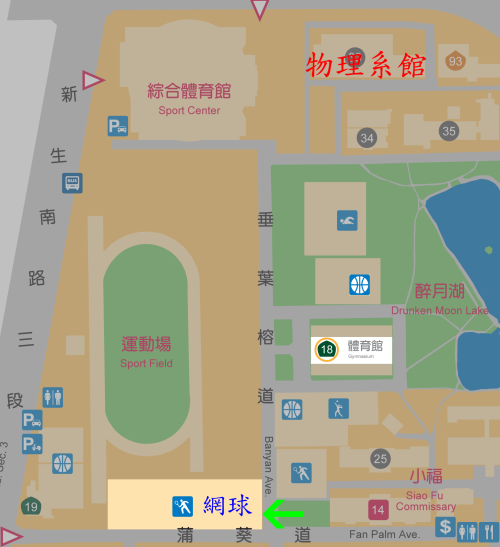 物理系館
93
綜合體育館
Sport Center
34
35
新生南路三段
BUS
垂葉榕道
醉月湖
Drunken Moon Lake
運動場
Sport Field
18 體育館
Gymnasium
Banyan Ave.
Sec. 3
25
小福
Siao Fu
Commissary
19
14
網球
蒲葵道
Fan Palm Ave.
P
P
P
$